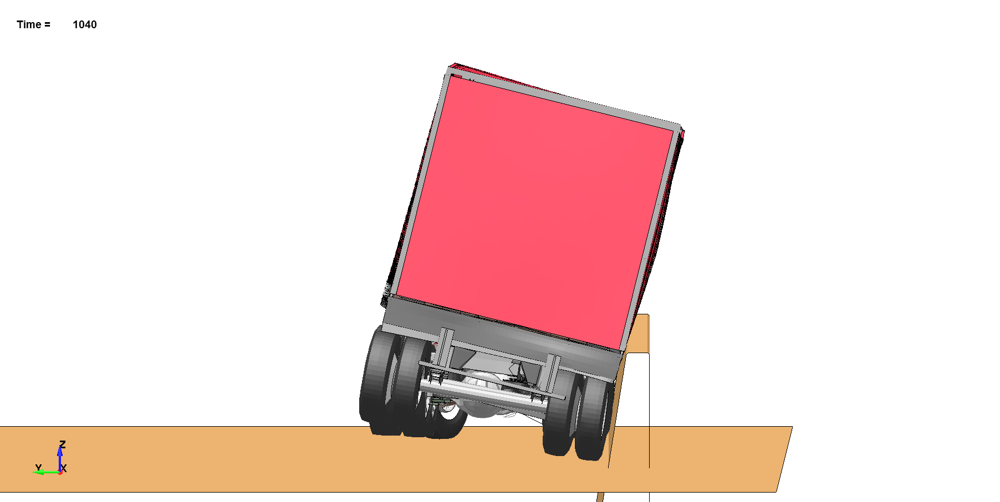 Time = 1040
Z
Y X